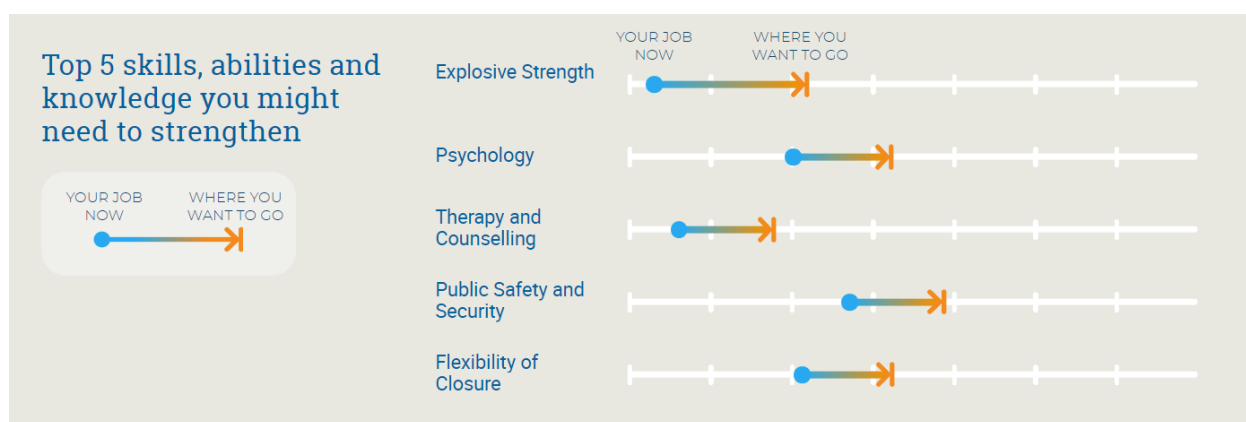 Top 5 skills, abilities and
knowledge you might
need to strengthen
YOUR JOB
NOW
WHERE YOU
WANT TO GO
YOUR JOB
NOW
WHERE YOU
WANT TO GO
Explosive Strength
Psychology
Therapy and
Counselling
Public Safety and
Security
Flexibility of
Closure